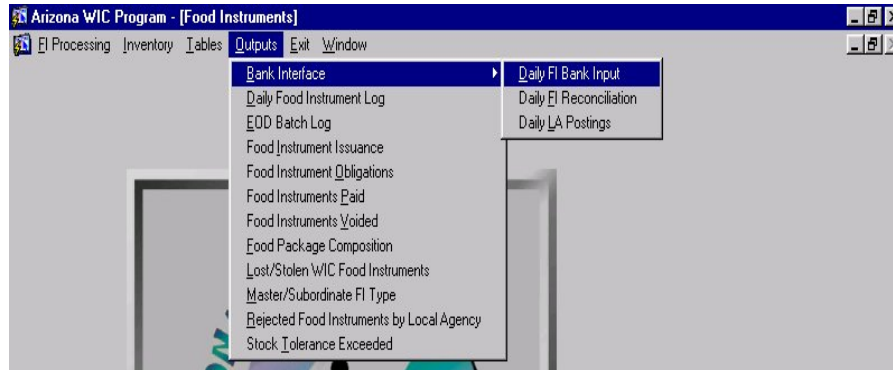 Arizona WIC Program - [Food Instruments]
FI Processing Inventory Tables Outputs Exit Window
Bank Interface
Daily Food Instrument Log
EOD Batch Log
Food Instrument Issuance
Food Instrument Obligations
Food Instruments Paid
Food Instruments Voided
Food Package Composition
Lost/Stolen WIC Food Instruments
Master/Subordinate FI Type
Rejected Food Instruments by Local Agency
Stock Tolerance Exceeded
Daily FI Bank Input
Daily FI Reconciliation
Daily LA Postings